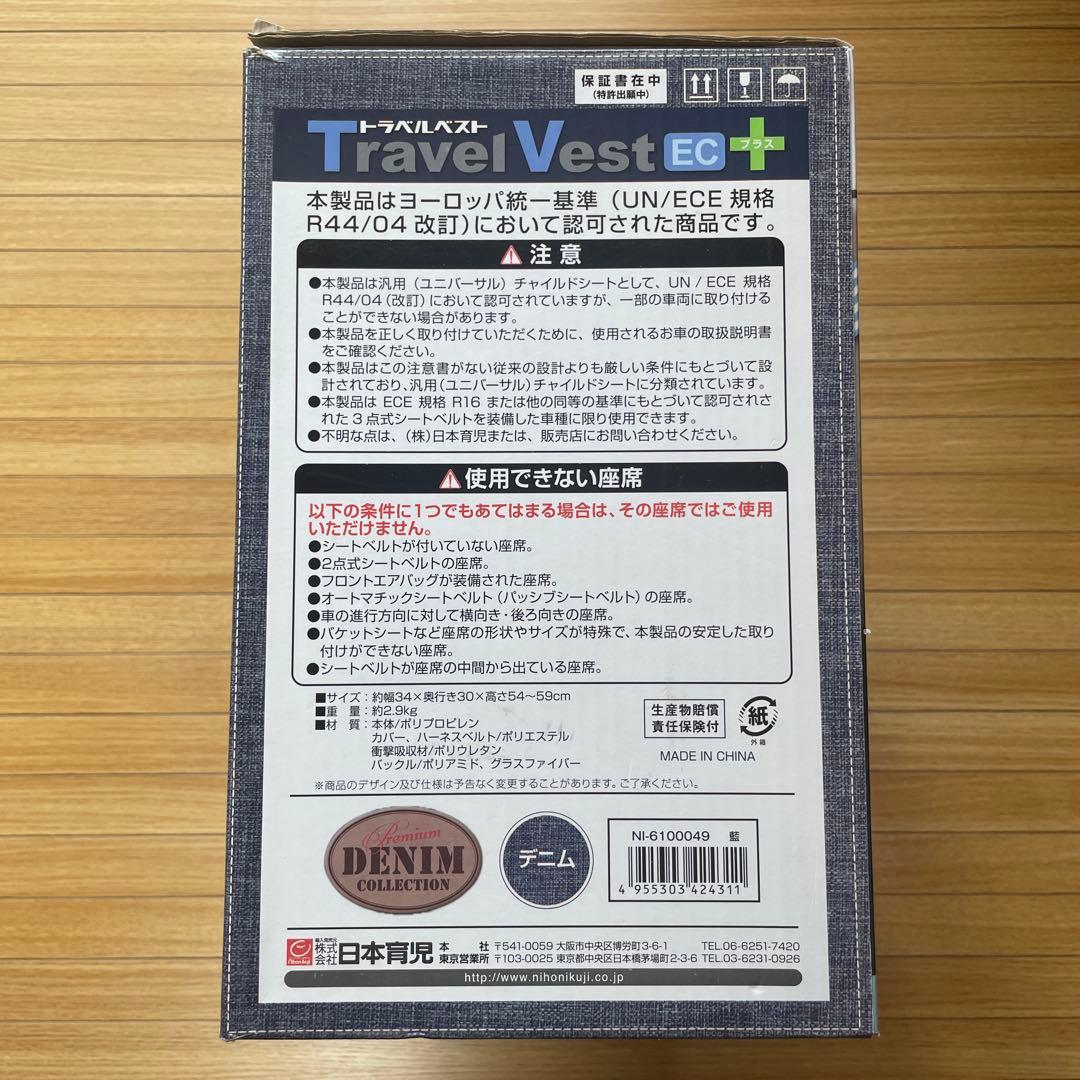 保証書在中
(特許出願中)
トラベルベスト
Travel Vest EC
プラス
本製品はヨーロッパ統一基準（UN/ECE 規格
R44/04 改訂）において認可された商品です。
注意
●本製品は汎用（ユニバーサル）チャイルドシートとして、UN / ECE 規格
R44/04（改訂）において認可されていますが、一部の車両に取り付ける
ことができない場合があります。
●本製品を正しく取り付けていただくために、使用されるお車の取扱説明書
をご確認ください。
●本製品はこの注意書がない従来の設計よりも厳しい条件にもとづいて設
計されており、汎用（ユニバーサル）チャイルドシートに分類されています。
●本製品は ECE 規格 R16 または他の同等の基準にもとづいて認可されさ
れた３点式シートベルトを装備した車種に限り使用できます。
●不明な点は、（株）日本育児または、販売店にお問い合わせください。
使用できない座席
以下の条件に1つでもあてはまる場合は、その座席ではご使用
いただけません。
●シートベルトが付いていない座席。
●2点式シートベルトの座席。
●フロントエアバッグが装備された座席。
●オートマチックシートベルト（パッシブシートベルト）の座席。
●車の進行方向に対して横向き・後ろ向きの座席。
●バケットシートなど座席の形状やサイズが特殊で、本製品の安定した取り
付けができない座席。
●シートベルトが座席の中間から出ている座席。
■サイズ：約幅34×奥行き30×高さ54〜59cm
■重 量：約2.9kg
■材 質：本体/ポリプロピレン
カバー、ハーネスベルト/ポリエステル
衝撃吸収材/ポリウレタン
バックル/ポリアミド、グラスファイバー
生産物賠償
責任保険付
紙
外箱
MADE IN CHINA
※商品のデザイン及び仕様は予告なく変更することがあります。ご了承ください。
Premium
DENIM
COLLECTION
デニム
NI-6100049 藍
4 955303 424311
輸入発売元
株式会社 日本育児
Nihonikuji
本 社 〒541-0059 大阪市中央区博労町3-6-1 TEL.06-6251-7420
東京営業所 〒103-0025 東京都中央区日本橋茅場町2-3-6 TEL.03-6231-0926
http://www.nihonikuji.co.jp